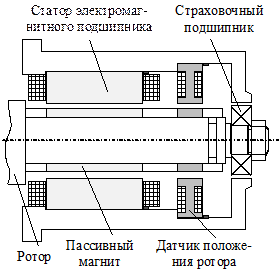 Статор электромаг-
нитного подшипника
Страховочный
подшипник
Ротор
Пассивный
магнит
Датчик положе-
ния ротора